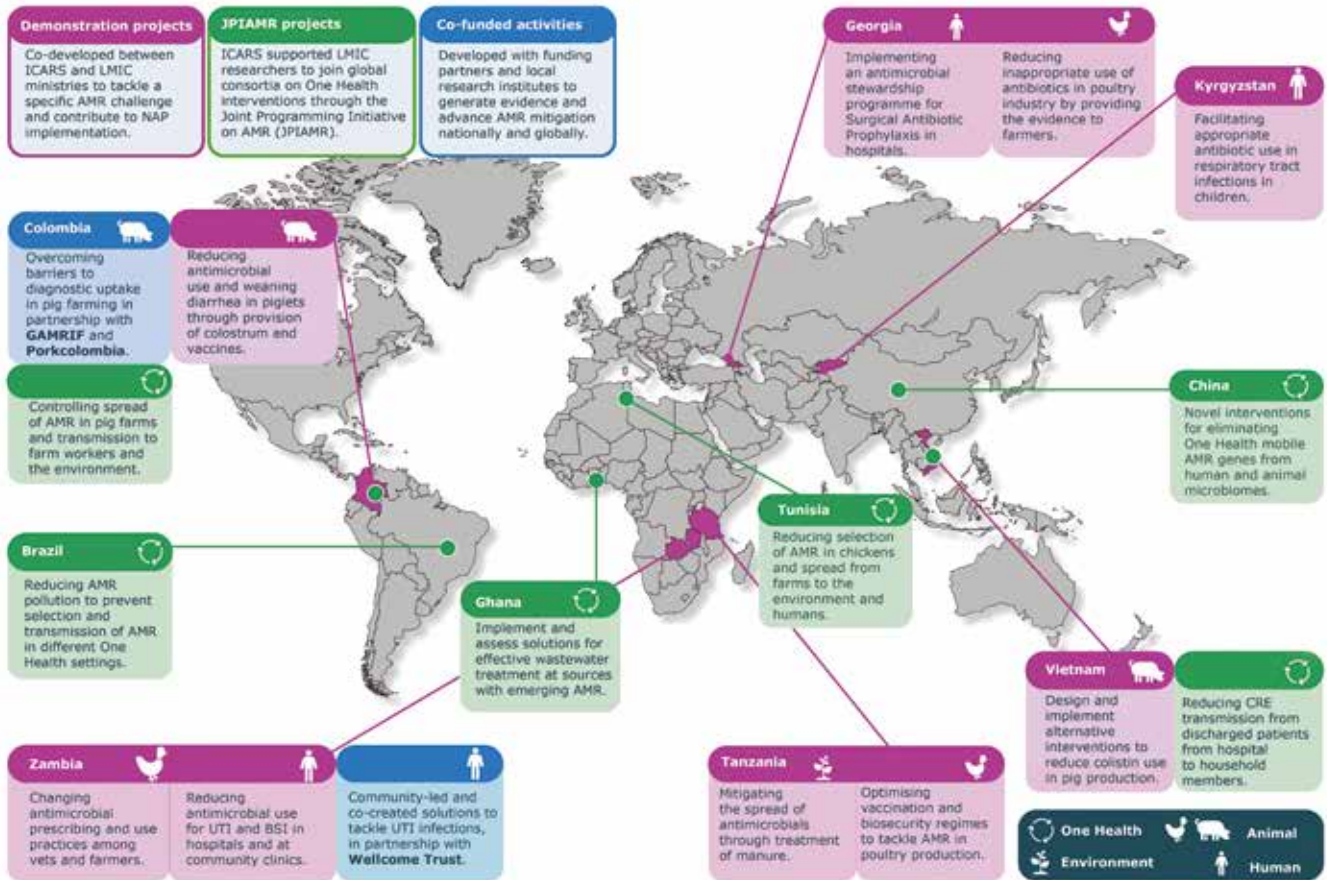 Demonstration projects
Co-developed between
ICARS and LMIC
ministries to tackle a
specific AMR challenge
and contribute to NAP
implementation.
JPIAMR projects
ICARS supported LMIC
researchers to join global
consortia on One Health
interventions through the
Joint Programming Initiative
on AMR (JPIAMR).
Co-funded activities
Developed with funding
partners and local
research institutes to
generate evidence and
advance AMR mitigation
nationally and globally.
Georgia
Implementing
an antimicrobial
stewardship
programme for
Surgical Antibiotic
Prophylaxis in
hospitals.
Reducing
inappropriate use of
antibiotics in poultry
industry by providing
the evidence to
farmers.
Kyrgyzstan
Facilitating
appropriate
antibiotic use in
respiratory tract
infections in
children.
Colombia
Overcoming
barriers to
diagnostic uptake
in pig farming in
partnership with
GAMRIF and
Porkcolombia.
Reducing
antimicrobial
use and weaning
diarrhea in piglets
through provision
of colostrum and
vaccines.
Controlling spread
of AMR in pig farms
and transmission to
farm workers and
the environment.
China
Novel interventions
for eliminating
One Health mobile
AMR genes from
human and animal
microbiomes.
Brazil
Reducing AMR
pollution to prevent
selection and
transmission of AMR
in different One
Health settings.
Ghana
Implement and
assess solutions for
effective wastewater
treatment at sources
with emerging AMR.
Tunisia
Reducing selection
of AMR in chickens
and spread from
farms to the
environment and
humans.
Vietnam
Design and
implement
alternative
interventions to
reduce colistin use
in pig production.
Reducing CRE
transmission from
discharged patients
from hospital
to household
members.
Zambia
Changing
antimicrobial
prescribing and use
practices among
vets and farmers.
Reducing
antimicrobial use
for UTI and BSI in
hospitals and at
community clinics.
Community-led and
co-created solutions to
tackle UTI infections,
in partnership with
Wellcome Trust.
Tanzania
Mitigating
the spread of
antimicrobials
through treatment
of manure.
Optimising
vaccination and
biosecurity regimes
to tackle AMR in
poultry production.
One Health
Animal
Environment
Human